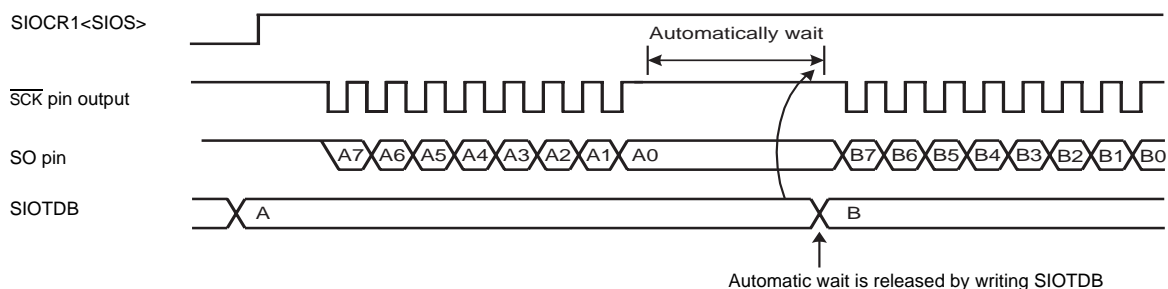 SIOCR1<SIOS>
Automatically wait
SCK pin output
SO pin
A7 A6 A5 A4 A3 A2 A1 A0 B7 B6 B5 B4 B3 B2 B1 B0
SIOTDB
A B
Automatic wait is released by writing SIOTDB